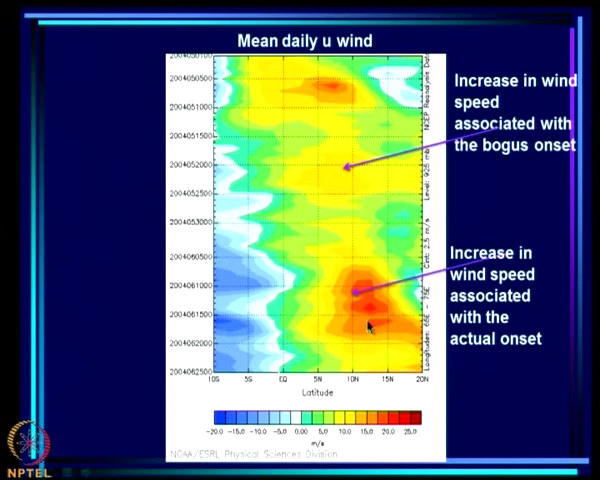 Mean daily u wind
2004050100
2004050500
2004051000
2004051500
2004052000
2004052500
2004053000
2004060500
2004061000
2004061500
2004062000
2004062500
10S 5S EQ 5N 10N 15N 20N
Latitude
NCEP Reanalysis Data
Level: 925 mb
Cint: 2.5 m/s
Longitudes: 65E - 75E
Increase in wind
speed
associated with
the bogus onset
Increase in
wind speed
associated
with the
actual onset
-20.0 -15.0 -10.0 -5.0 0.00 5.0 10.0 15.0 20.0 25.0
m/s
NOAA/ESRL Physical Sciences Division
NPTEL